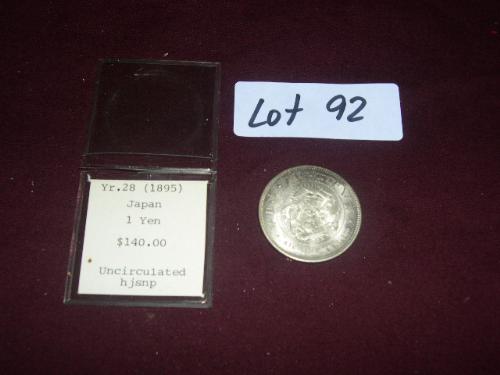 Lot 92
Yr.28 (1895)
Japan
1 Yen
$140.00
Uncirculated
hjsnp